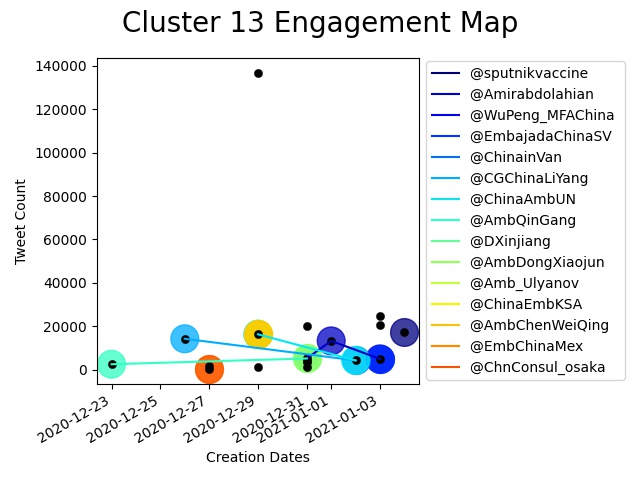 Cluster 13 Engagement Map
140000
120000
100000
80000
60000
40000
20000
0
Tweet Count
2020-12-23
2020-12-25
2020-12-27
2020-12-29
2020-12-31
2021-01-01
2021-01-03
Creation Dates
@sputnikvaccine
@Amirabdolahian
@WuPeng_MFAChina
@EmbajadaChinaSV
@ChinainVan
@CGChinaLiYang
@ChinaAmbUN
@AmbQinGang
@DXinjiang
@AmbDongXiaojun
@Amb_Ulyanov
@ChinaEmbKSA
@AmbChenWeiQing
@EmbChinaMex
@ChnConsul_osaka